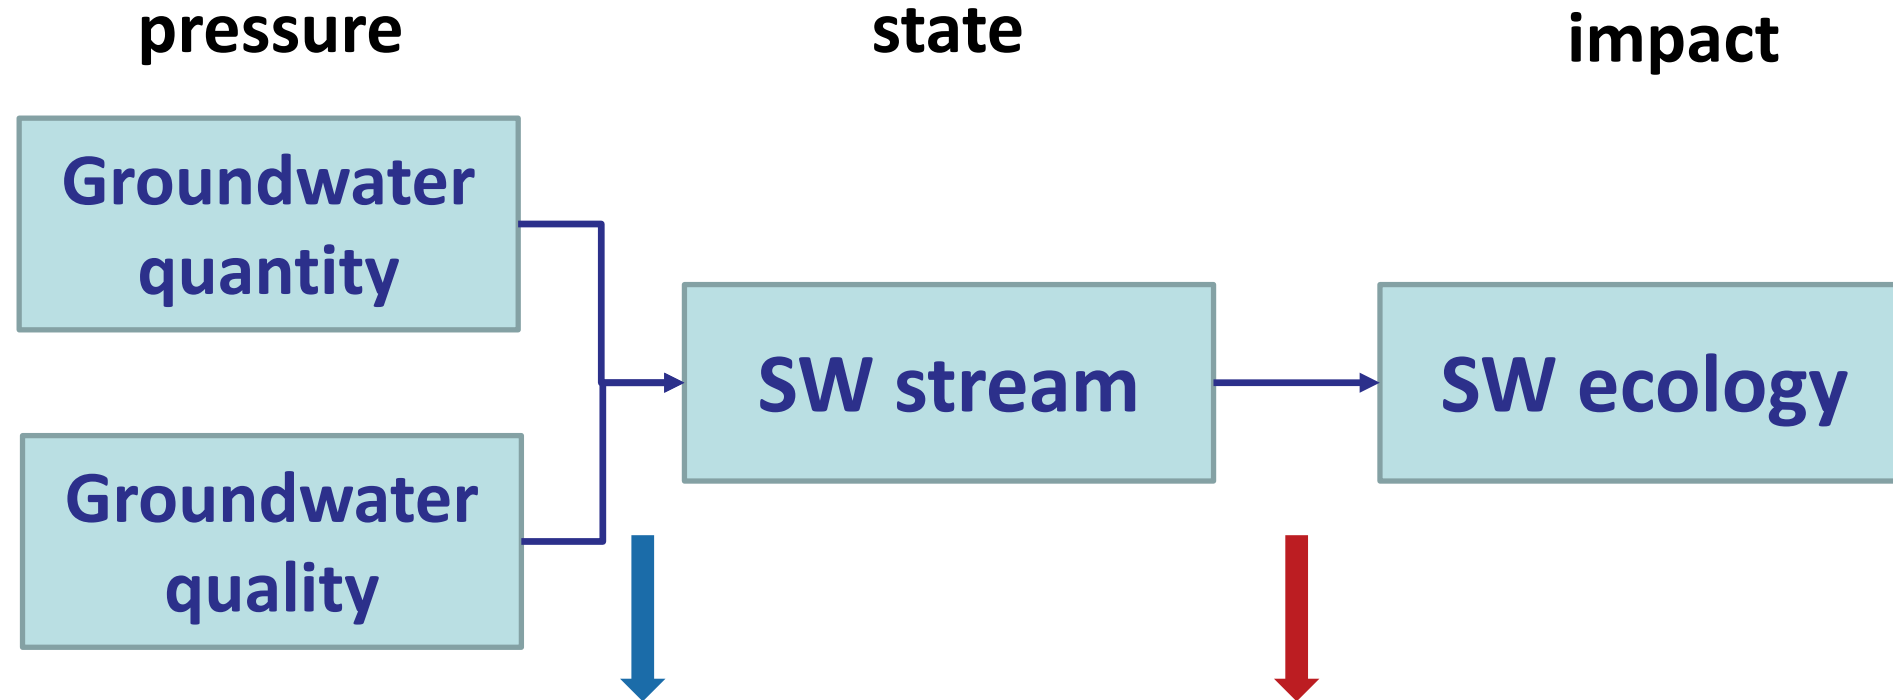 pressure
state
impact
Groundwater
quantity
SW stream
SW ecology
Groundwater
quality